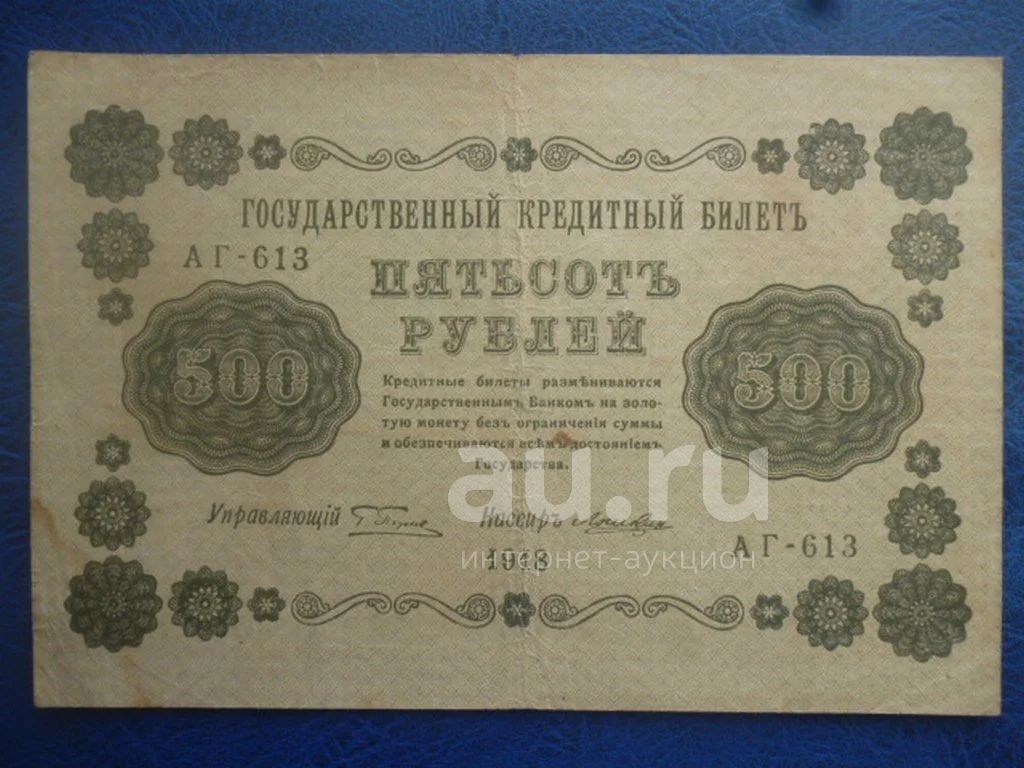 ГОСУДАРСТВЕННЫЙ КРЕДИТНЫЙ БИЛЕТЪ
АГ-613
ПЯТЬСОТЪ
РУБЛЕЙ
500
500
Кредитные билеты размѣниваются
Государственнымъ Банкомъ на золо-
тую монету безъ ограниченія суммы
и обезпечиваются всѣмъ достояніемъ
Государства.
au.ru
Управляющій
Кассиръ
1918
интернет-аукцион
АГ-613